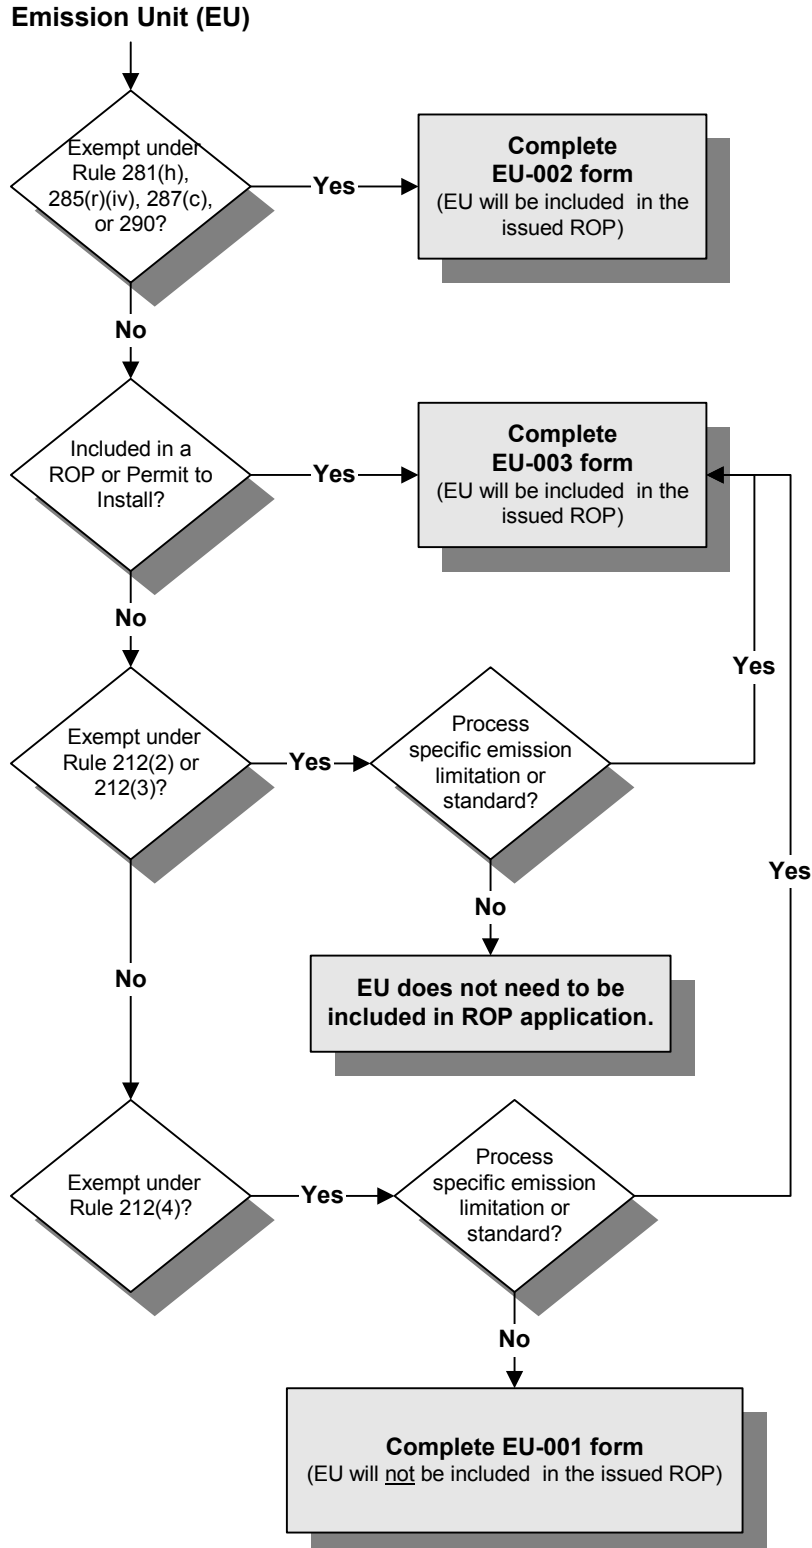 Emission Unit (EU)
Exempt under
Rule 281(h),
285(r)(iv), 287(c),
or 290?
Yes
Complete
EU-002 form
(EU will be included in the
issued ROP)
No
Included in a
ROP or Permit to
Install?
Yes
Complete
EU-003 form
(EU will be included in the
issued ROP)
No
Yes
Exempt under
Rule 212(2) or
212(3)?
Yes
Process
specific emission
limitation or
standard?
Yes
No
No
EU does not need to be
included in ROP application.
Exempt under
Rule 212(4)?
Yes
Process
specific emission
limitation or
standard?
No
Complete EU-001 form
(EU will not be included in the issued ROP)